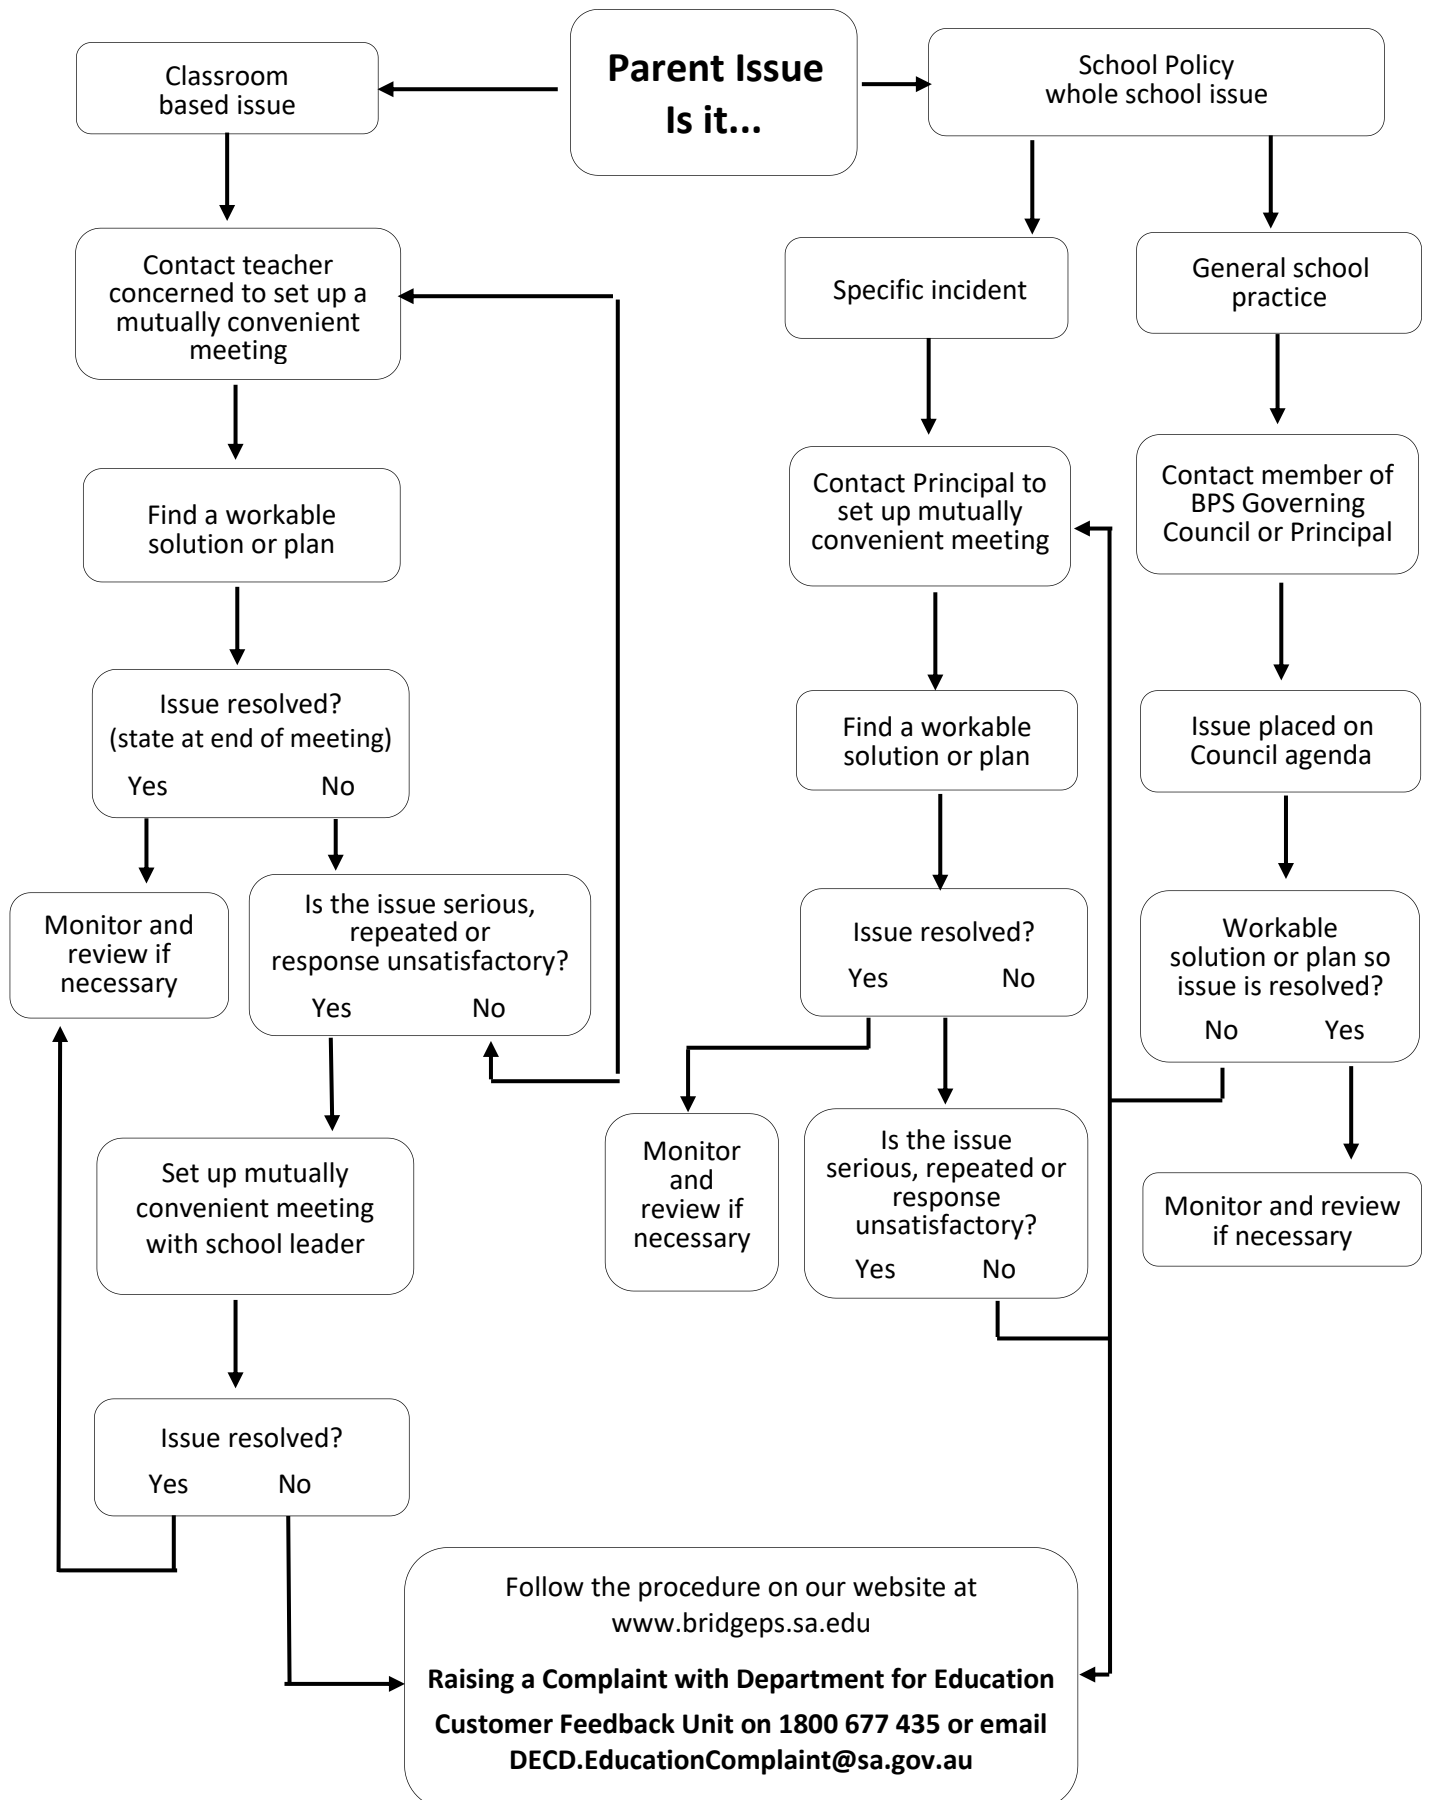 Parent Issue
Is it...
Classroom
based issue
School Policy
whole school issue
Contact teacher
concerned to set up a
mutually convenient
meeting
Find a workable
solution or plan
Issue resolved?
(state at end of meeting)
Yes No
Monitor and
review if
necessary
Is the issue serious,
repeated or
response unsatisfactory?
Yes No
Set up mutually
convenient meeting
with school leader
Issue resolved?
Yes No
Specific incident
Contact Principal to
set up mutually
convenient meeting
Find a workable
solution or plan
Issue resolved?
Yes No
Monitor
and
review if
necessary
Is the issue
serious, repeated or
response
unsatisfactory?
Yes No
General school
practice
Contact member of
BPS Governing
Council or Principal
Issue placed on
Council agenda
Workable
solution or plan so
issue is resolved?
No Yes
Monitor and review
if necessary
Follow the procedure on our website at
www.bridgeps.sa.edu
Raising a Complaint with Department for Education
Customer Feedback Unit on 1800 677 435 or email
DECD.EducationComplaint@sa.gov.au